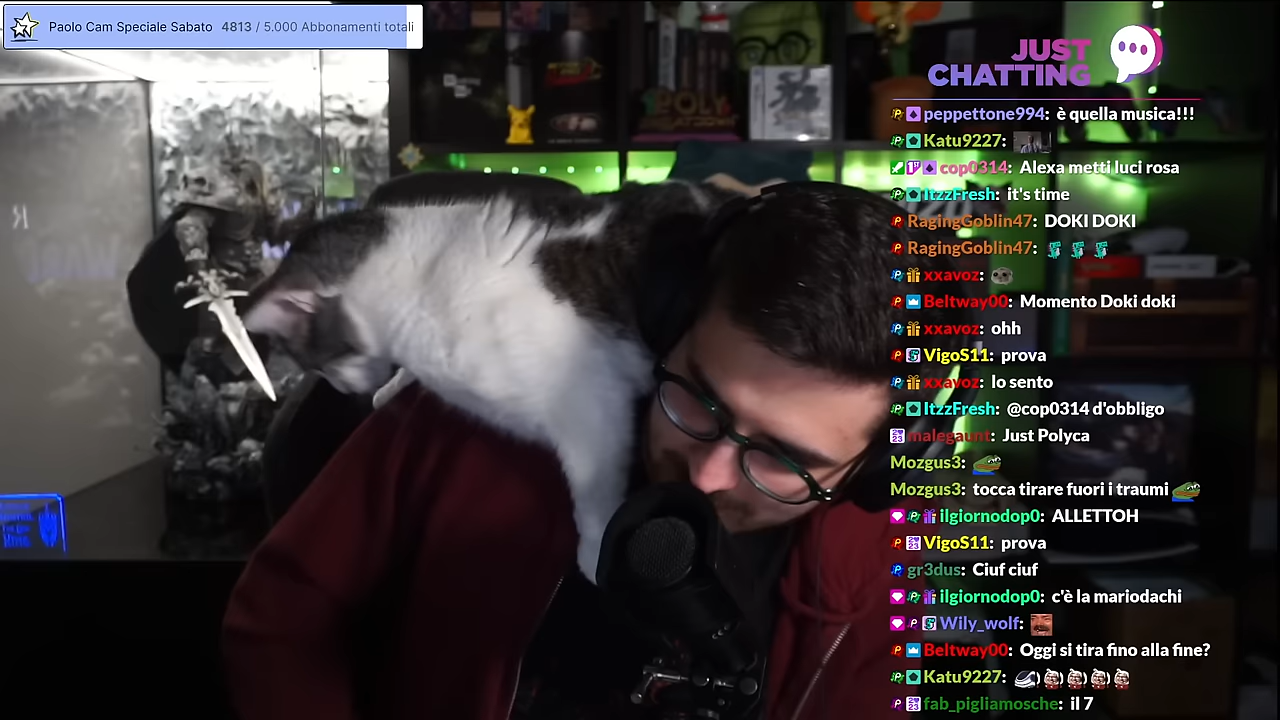 Paolo Cam Speciale Sabato 4813 / 5.000 Abbonamenti totali
JUST
CHATTING
peppettone994: è quella musica!!!
Katu9227:
cop0314: Alexa metti luci rosa
ItzzFresh: it's time
RagingGoblin47: DOKI DOKI
RagingGoblin47:
xxavoz:
Beltway00: Momento Doki doki
xxavoz: ohh
VigoS11: prova
xxavoz: lo sento
ItzzFresh: @cop0314 d'obbligo
malegaunt: Just Polyca
Mozgus3:
Mozgus3: tocca tirare fuori i traumi
ilgiornodop0: ALLETTOH
VigoS11: prova
gr3dus: Ciuf ciuf
ilgiornodop0: c'è la mariodachi
Wily_wolf:
Beltway00: Oggi si tira fino alla fine?
Katu9227:
fab_pigliamosche: il 7